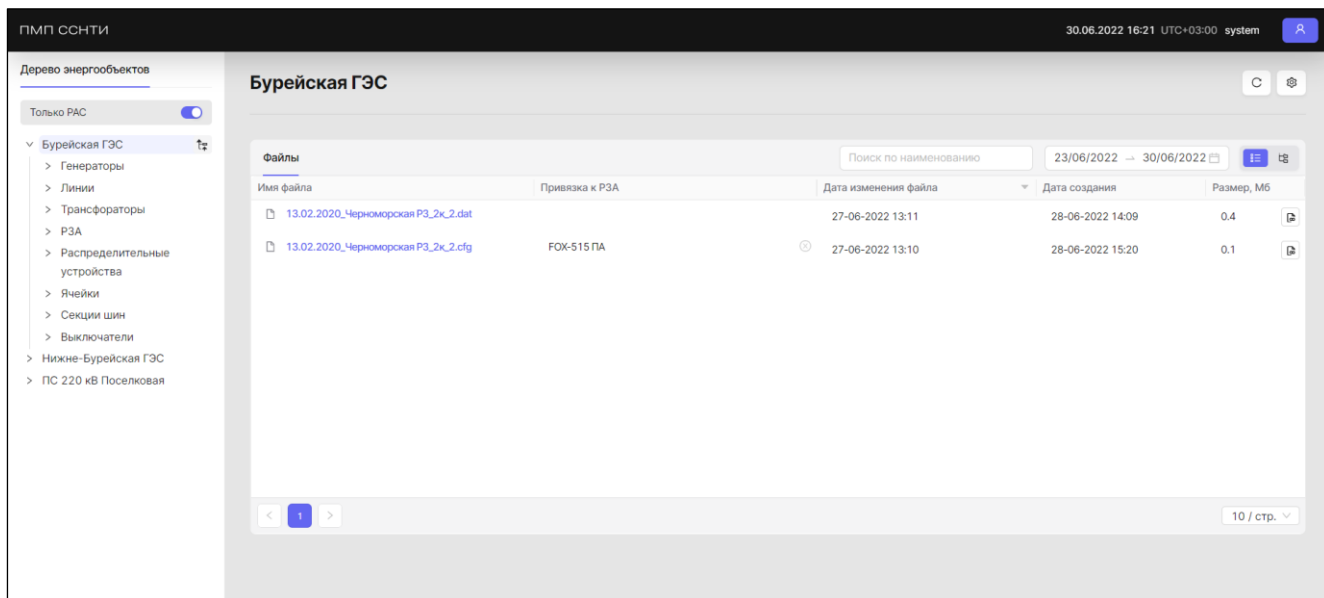 ПМП ССНТИ
30.06.2022 16:21 UTC+03:00 system
Дерево энергообъектов
Только РАС
Бурейская ГЭС
Генераторы
Линии
Трансфораторы
РЗА
Распределительные
устройства
Ячейки
Секции шин
Выключатели
Нижне-Бурейская ГЭС
ПС 220 кВ Поселковая
Бурейская ГЭС
Файлы
Поиск по наименованию
23/06/2022 → 30/06/2022
Имя файла Привязка к РЗА Дата изменения файла Дата создания Размер, Мб
13.02.2020_Черноморская РЗ_2к_2.dat 27-06-2022 13:11 28-06-2022 14:09 0.4
13.02.2020_Черноморская РЗ_2к_2.cfg FOX-515 ПА 27-06-2022 13:10 28-06-2022 15:20 0.1
< 1 >
10 / стр.